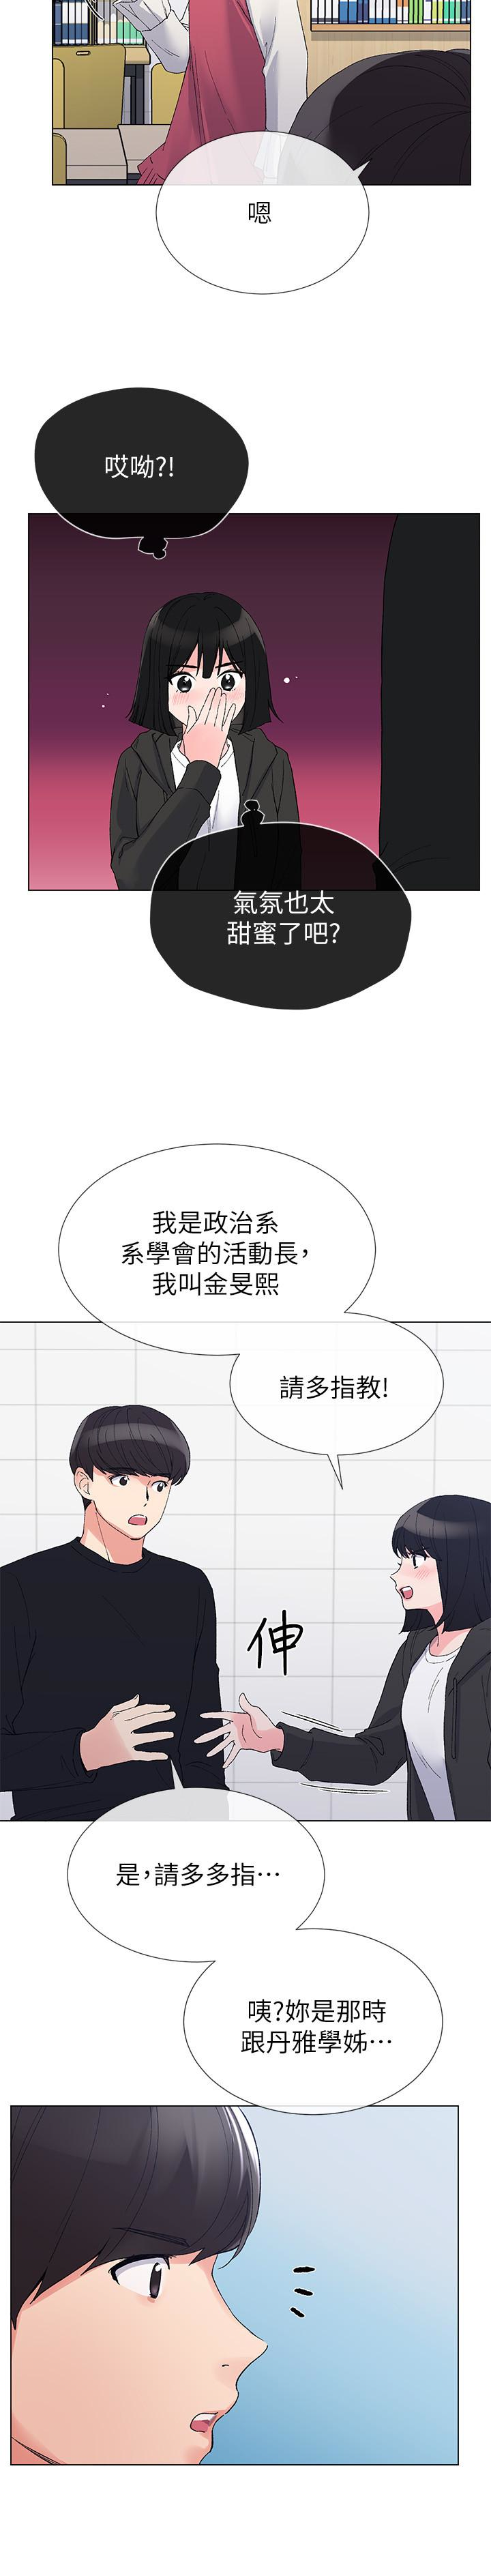 嗯
哎呦?!
氣氛也太
甜蜜了吧?
我是政治系
系學會的活動長,
我叫金旻熙
請多指教!
伸
是,請多多指…
咦?妳是那時
跟丹雅學姊…